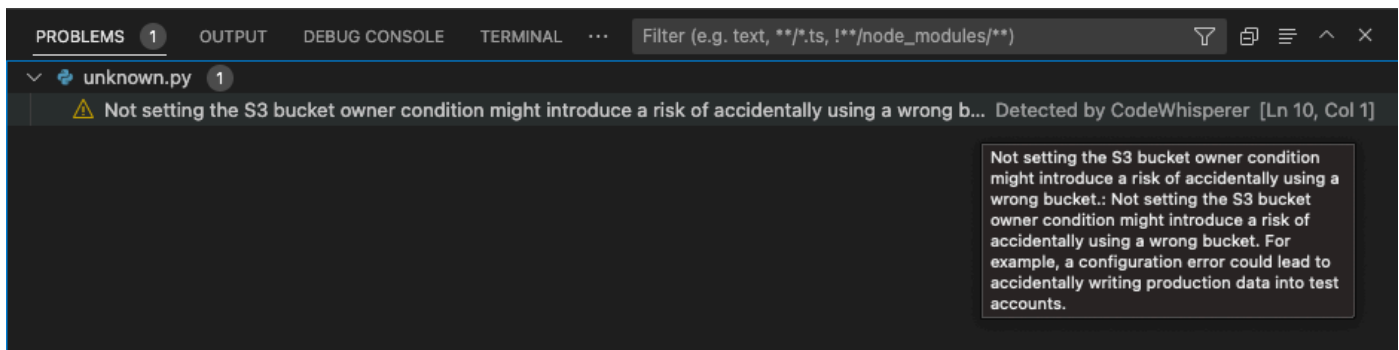 PROBLEMS 1 OUTPUT DEBUG CONSOLE TERMINAL ... Filter (e.g. text, **/*.ts, !**/node_modules/**)
unknown.py 1
Not setting the S3 bucket owner condition might introduce a risk of accidentally using a wrong b... Detected by CodeWhisperer [Ln 10, Col 1]
Not setting the S3 bucket owner condition
might introduce a risk of accidentally using a
wrong bucket.: Not setting the S3 bucket
owner condition might introduce a risk of
accidentally using a wrong bucket. For
example, a configuration error could lead to
accidentally writing production data into test
accounts.